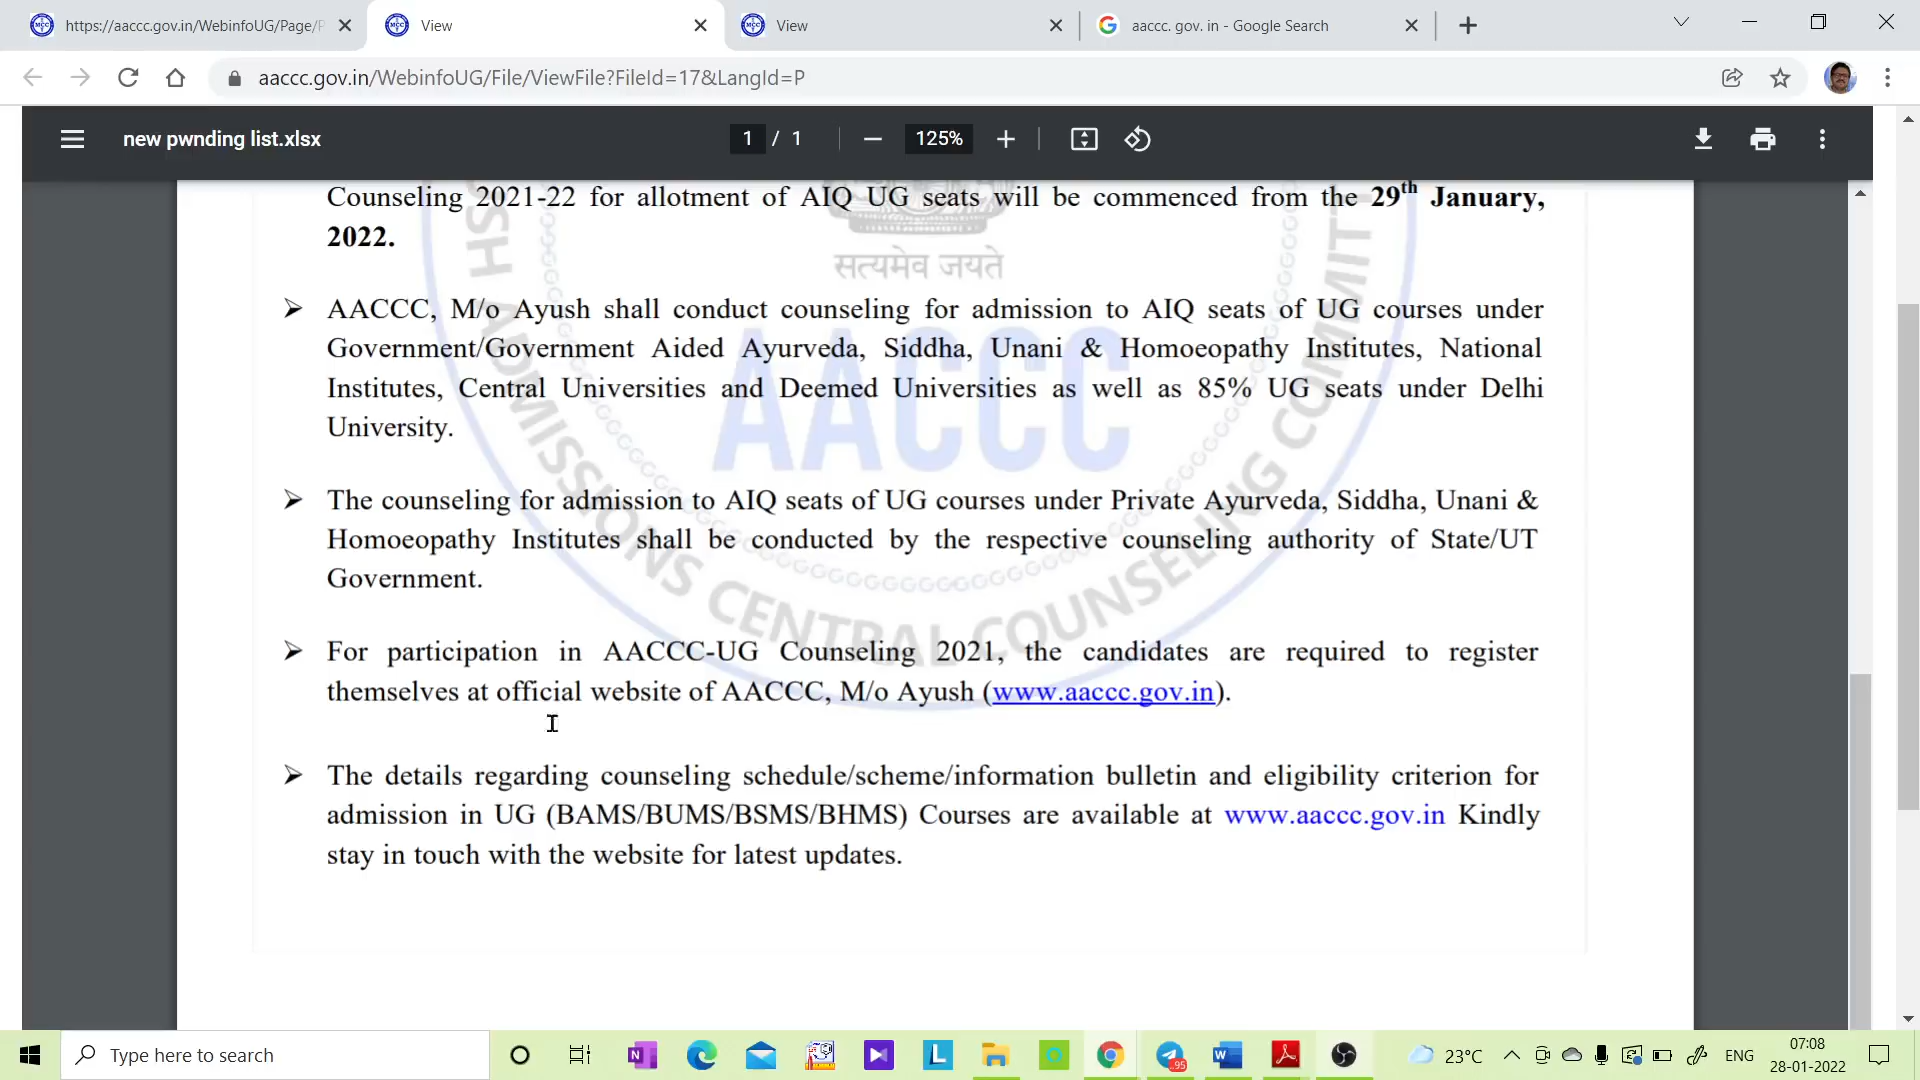 https://aaccc.gov.in/WebinfoUG/Page/P
View
View
aaccc. gov. in - Google Search
aaccc.gov.in/WebinfoUG/File/ViewFile?FileId=17&LangId=P
new pwnding list.xlsx
1 / 1
125%
Counseling 2021-22 for allotment of AIQ UG seats will be commenced from the 29th January,
2022.
सत्यमेव जयते
AACCC, M/o Ayush shall conduct counseling for admission to AIQ seats of UG courses under
Government/Government Aided Ayurveda, Siddha, Unani & Homoeopathy Institutes, National
Institutes, Central Universities and Deemed Universities as well as 85% UG seats under Delhi
University.
AACCC
The counseling for admission to AIQ seats of UG courses under Private Ayurveda, Siddha, Unani &
Homoeopathy Institutes shall be conducted by the respective counseling authority of State/UT
Government.
USH ADMISSIONS CENTRAL COUNSELING COMMIT
For participation in AACCC-UG Counseling 2021, the candidates are required to register
themselves at official website of AACCC, M/o Ayush (www.aaccc.gov.in).
The details regarding counseling schedule/scheme/information bulletin and eligibility criterion for
admission in UG (BAMS/BUMS/BSMS/BHMS) Courses are available at www.aaccc.gov.in Kindly
stay in touch with the website for latest updates.
Type here to search
95
23°C
ENG
07:08
28-01-2022